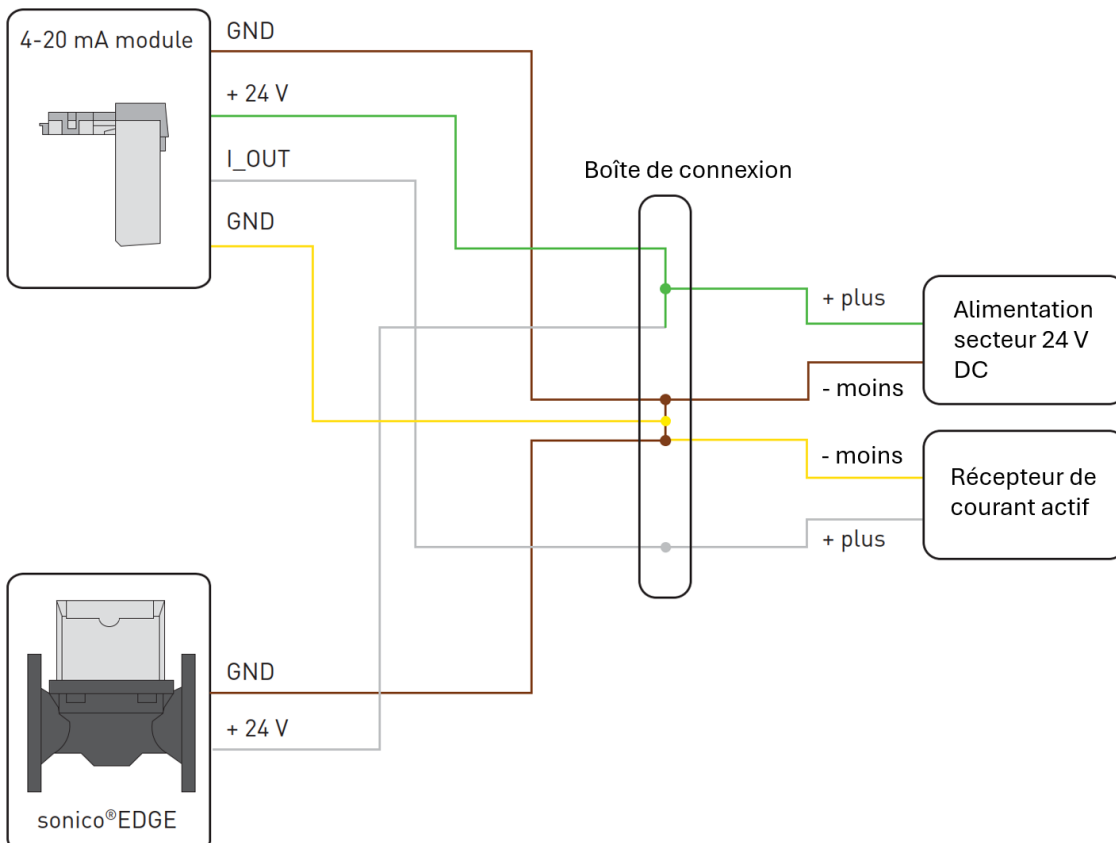 4-20 mA module
GND
+ 24 V
I_OUT
GND
Boîte de connexion
+ plus
- moins
Alimentation
secteur 24 V
DC
- moins
+ plus
Récepteur de
courant actif
GND
+ 24 V
sonico®EDGE